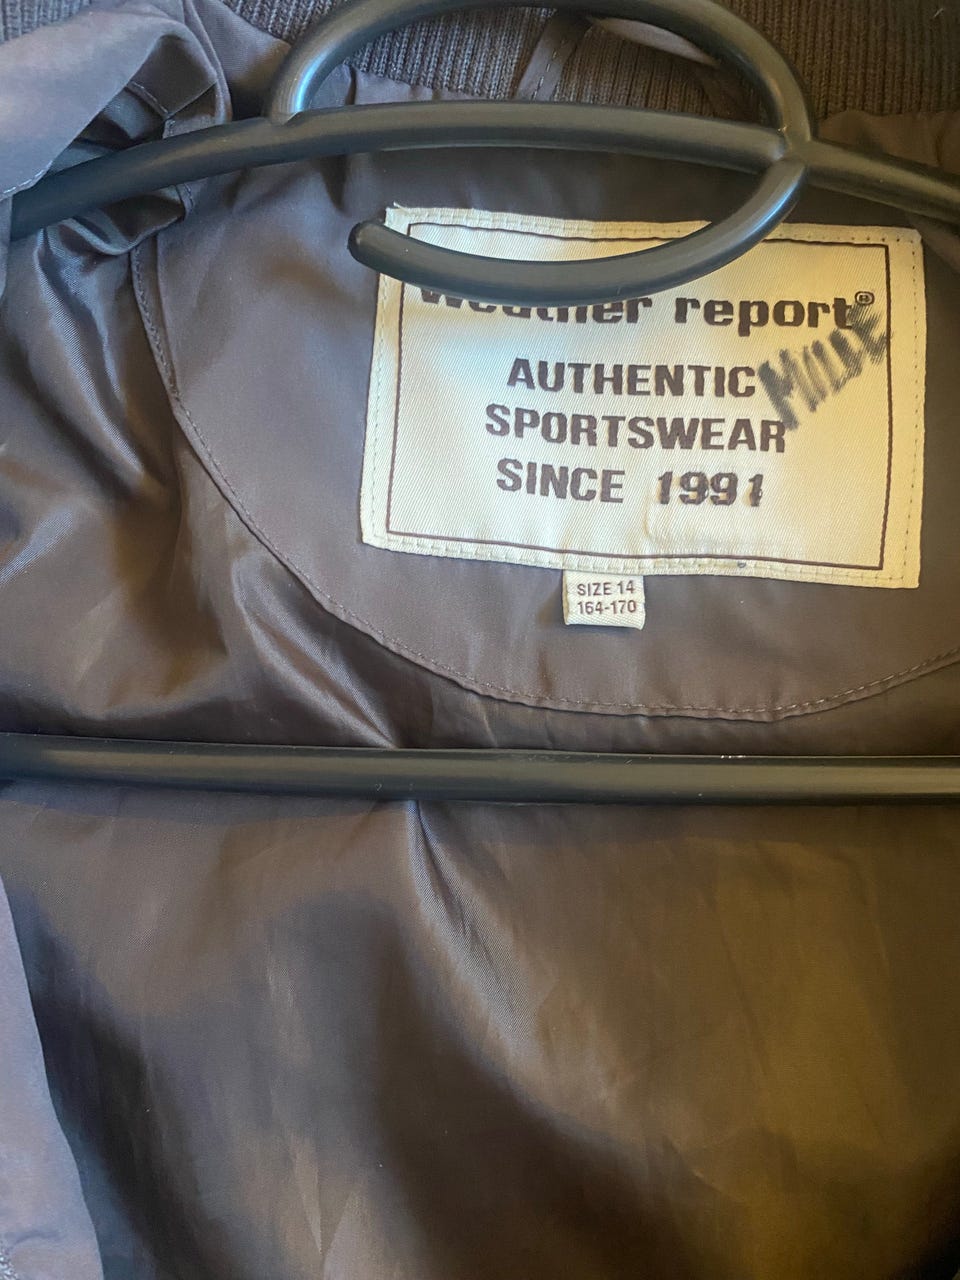 weather report®
AUTHENTIC
SPORTSWEAR
SINCE 1991
SIZE 14
164-170